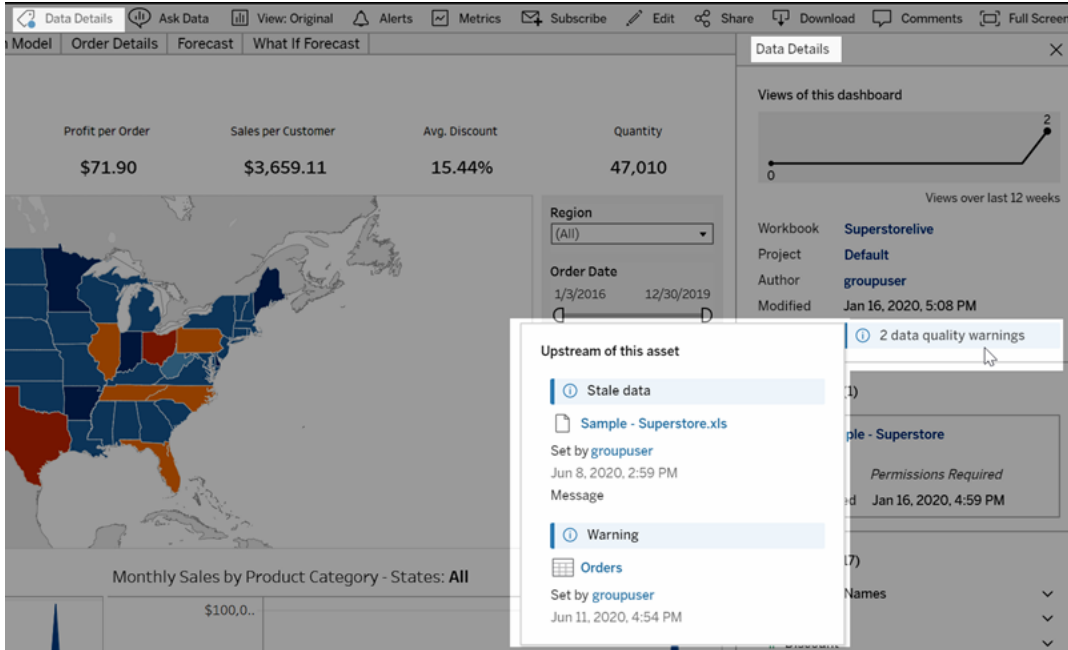 Data Details Ask Data View: Original Alerts Metrics Subscribe Edit Share Download Comments Full Screen
Model Order Details Forecast What If Forecast
Data Details
Views of this dashboard
2
0
Views over last 12 weeks
Profit per Order Sales per Customer Avg. Discount Quantity
$71.90 $3,659.11 15.44% 47,010
Region
(All)
Order Date
1/3/2016 12/30/2019
Workbook Superstorelive
Project Default
Author groupuser
Modified Jan 16, 2020, 5:08 PM
2 data quality warnings
Upstream of this asset
Stale data
Sample - Superstore.xls
Set by groupuser
Jun 8, 2020, 2:59 PM
Message
Warning
Orders
Set by groupuser
Jun 11, 2020, 4:54 PM
(1)
ple - Superstore
Permissions Required
ed Jan 16, 2020, 4:59 PM
17)
Names
Monthly Sales by Product Category - States: All
$100,0..